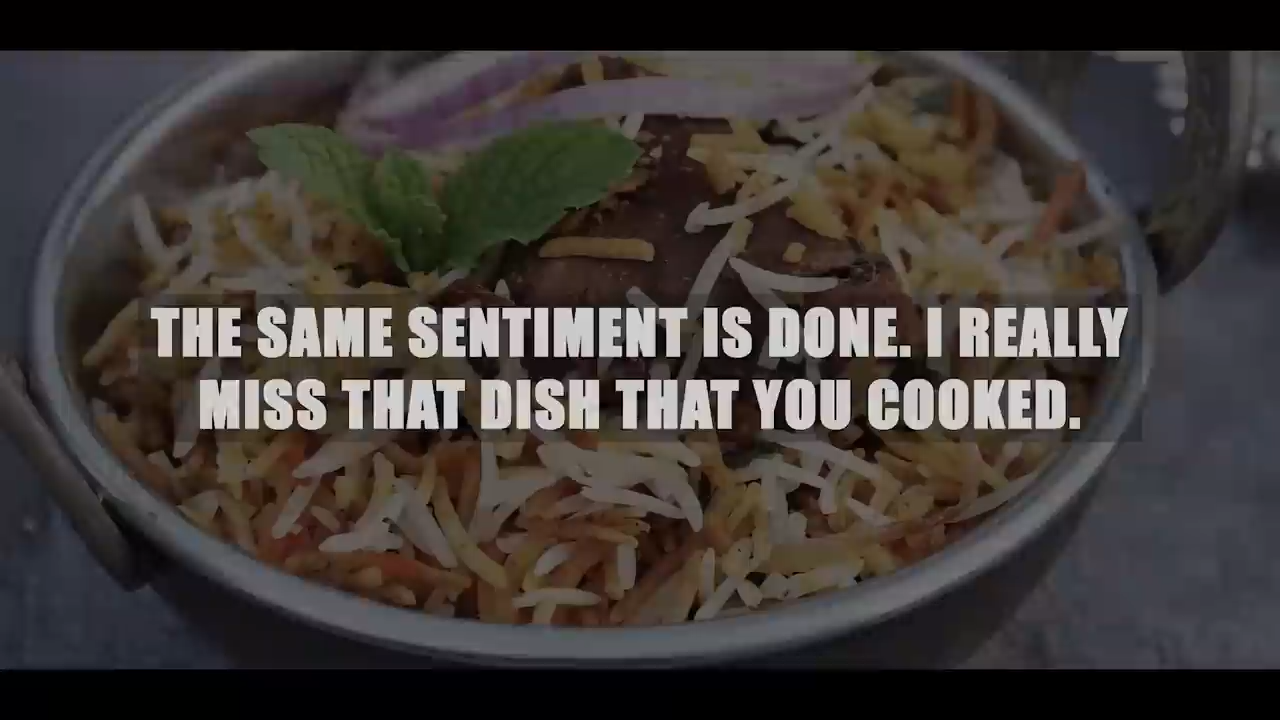 THE SAME SENTIMENT IS DONE. I REALLY
MISS THAT DISH THAT YOU COOKED.